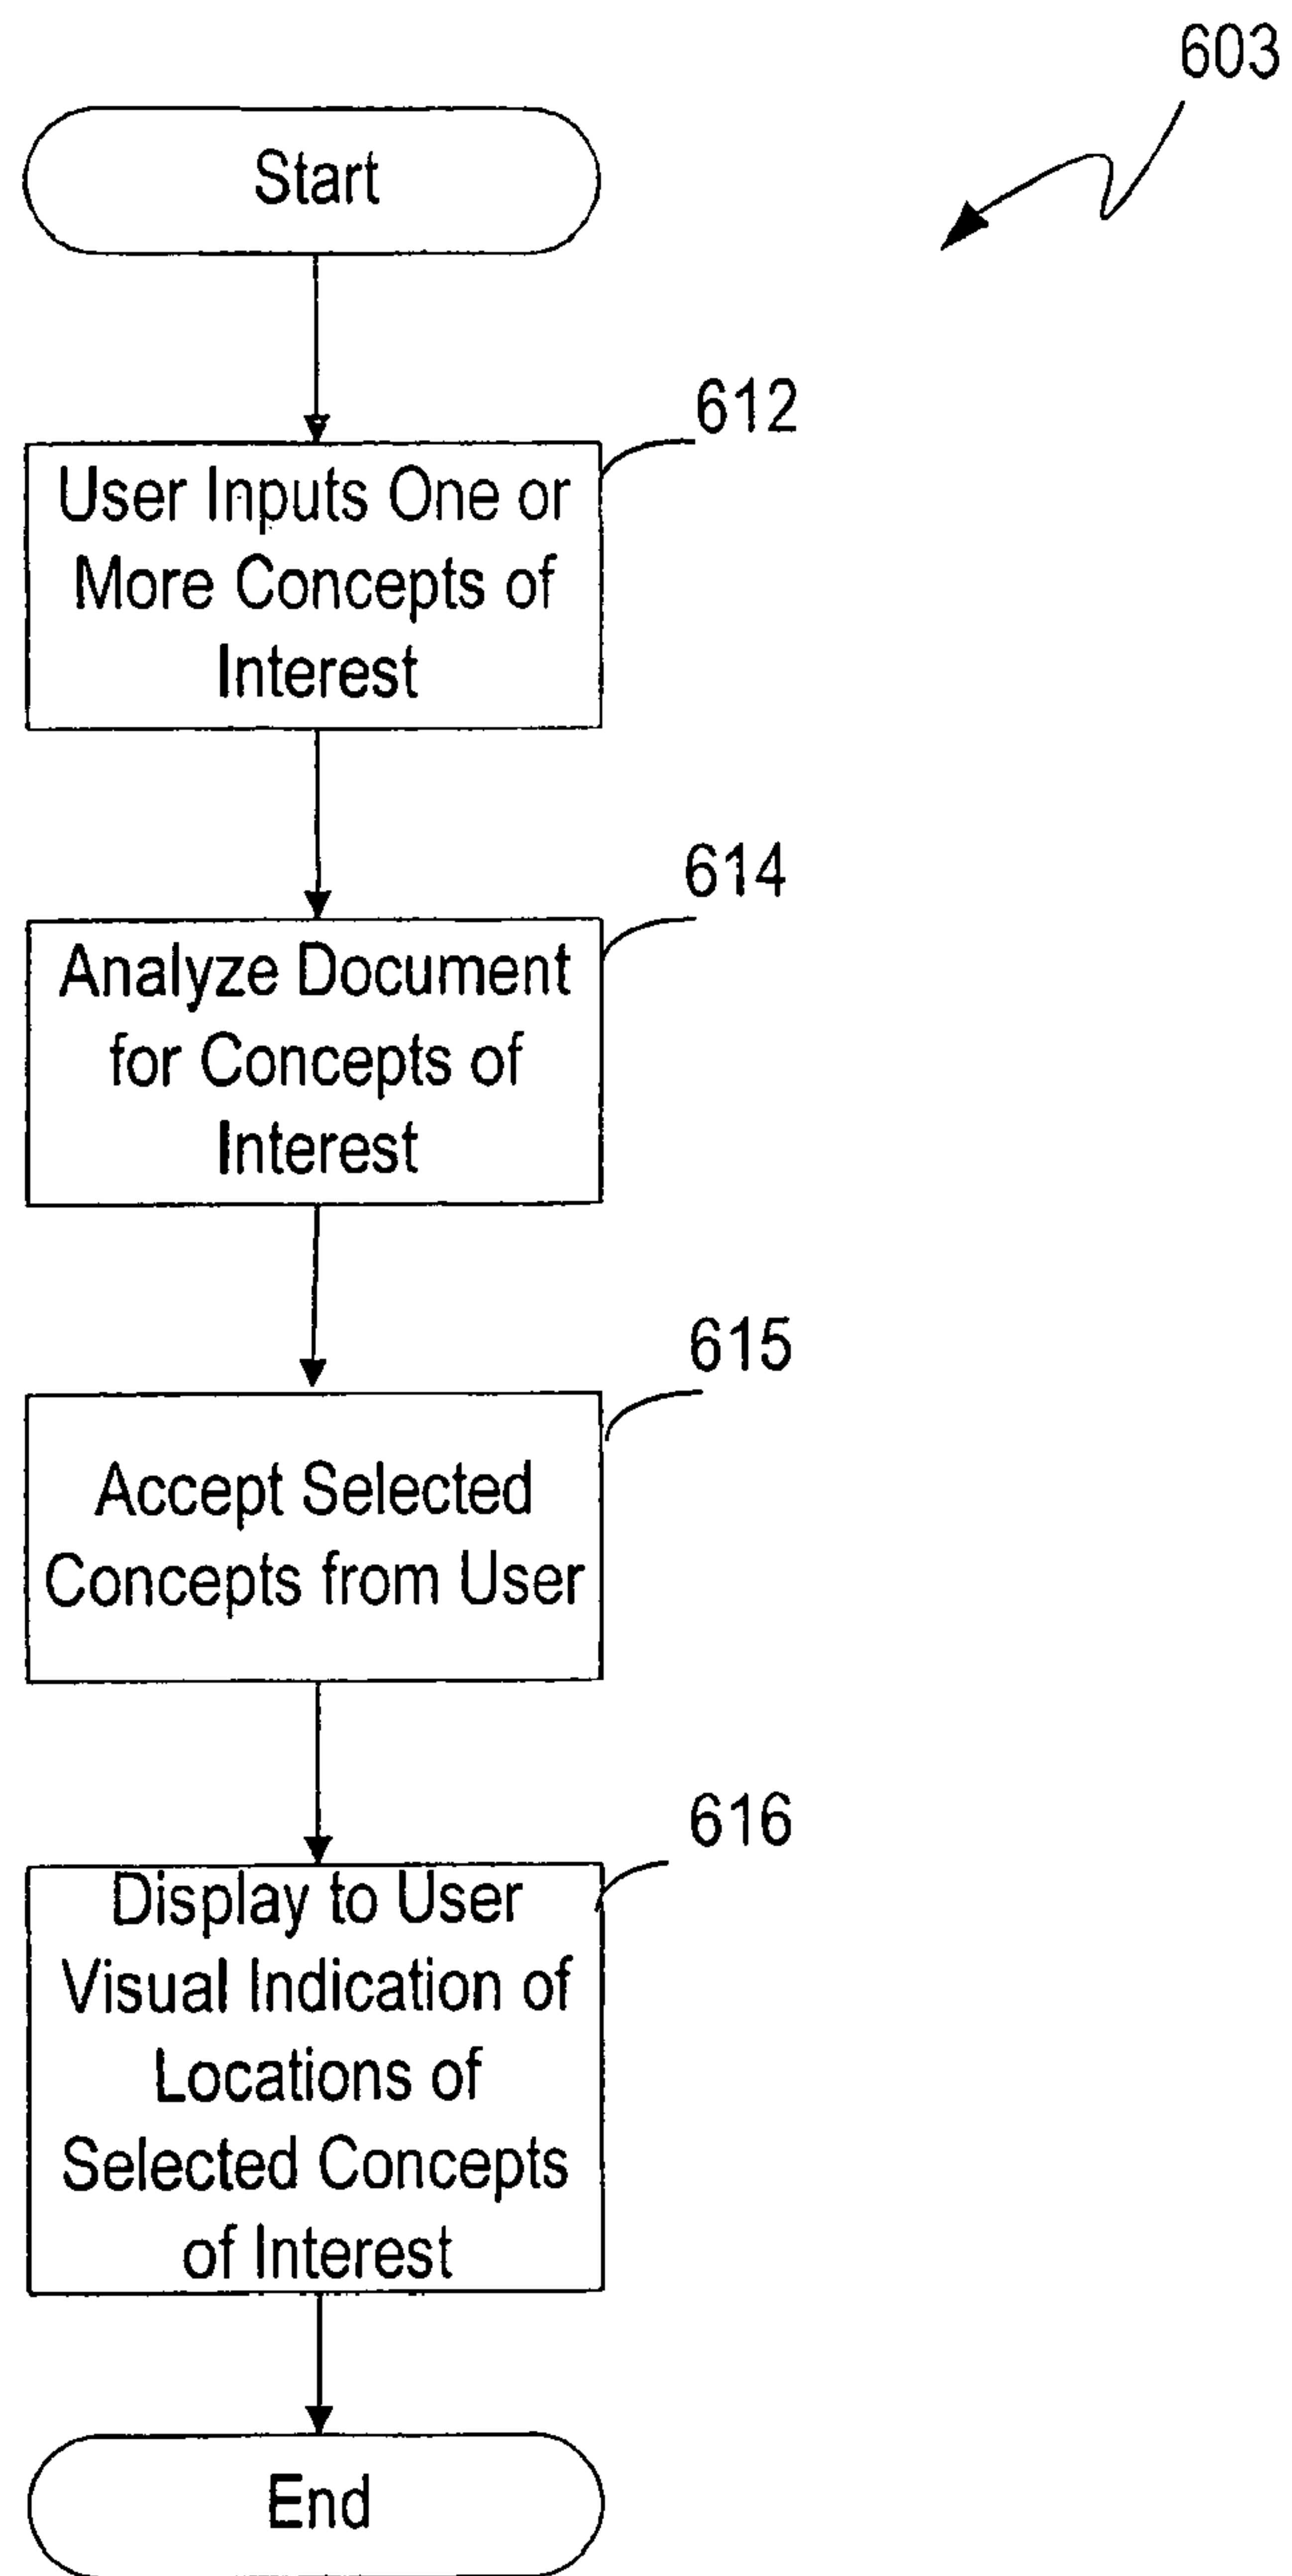 603
Start
612
User Inputs One or
More Concepts of
Interest
614
Analyze Document
for Concepts of
Interest
615
Accept Selected
Concepts from User
616
Display to User
Visual Indication of
Locations of
Selected Concepts
of Interest
End